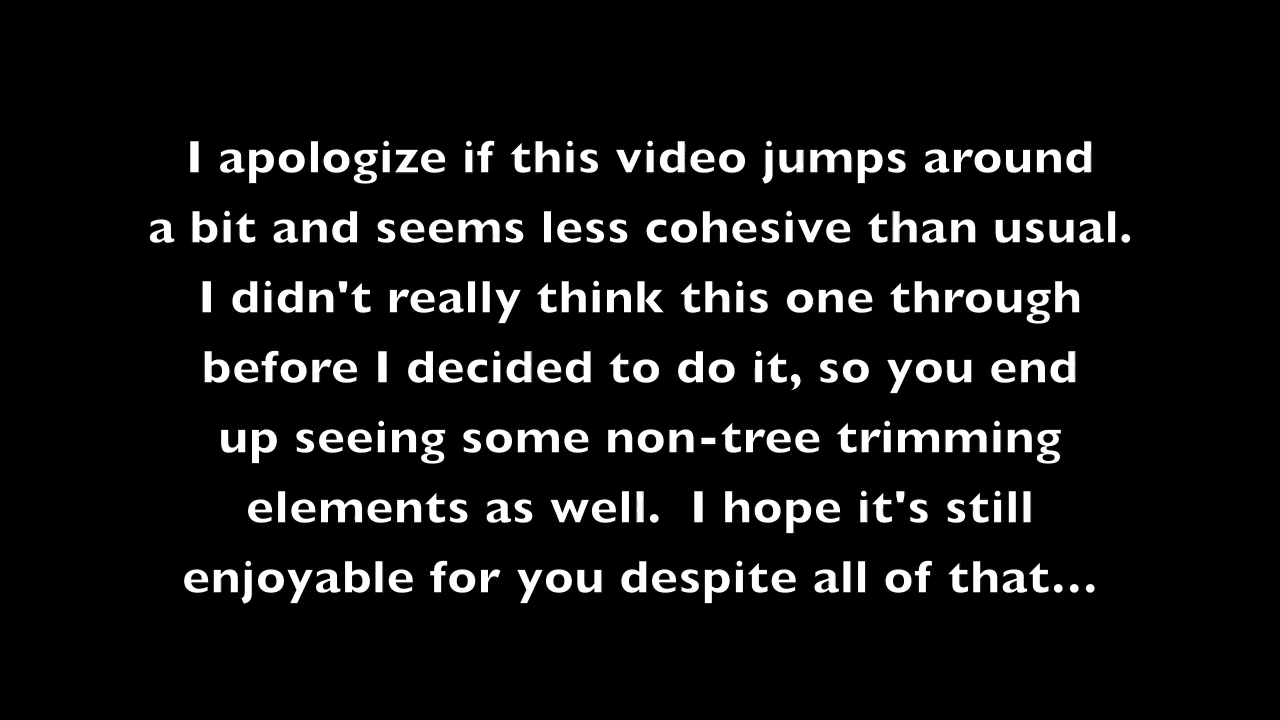 I apologize if this video jumps around
a bit and seems less cohesive than usual.
I didn't really think this one through
before I decided to do it, so you end
up seeing some non-tree trimming
elements as well.  I hope it's still
enjoyable for you despite all of that...